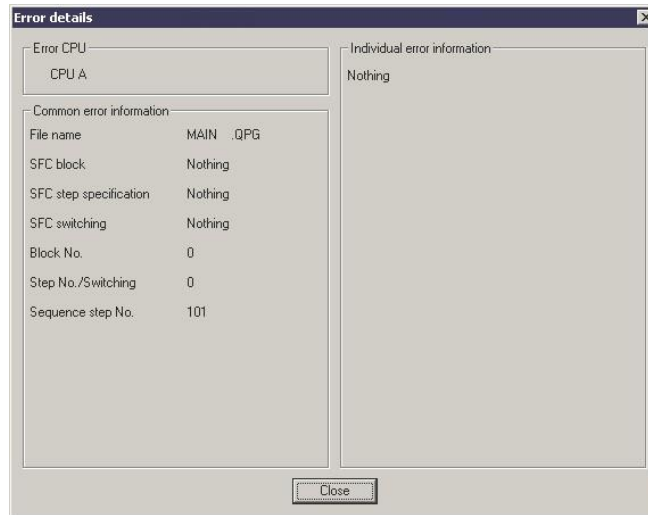 Error details
Error CPU
CPU A
Common error information
File name MAIN .QPG
SFC block Nothing
SFC step specification Nothing
SFC switching Nothing
Block No. 0
Step No./Switching 0
Sequence step No. 101
Individual error information
Nothing
Close